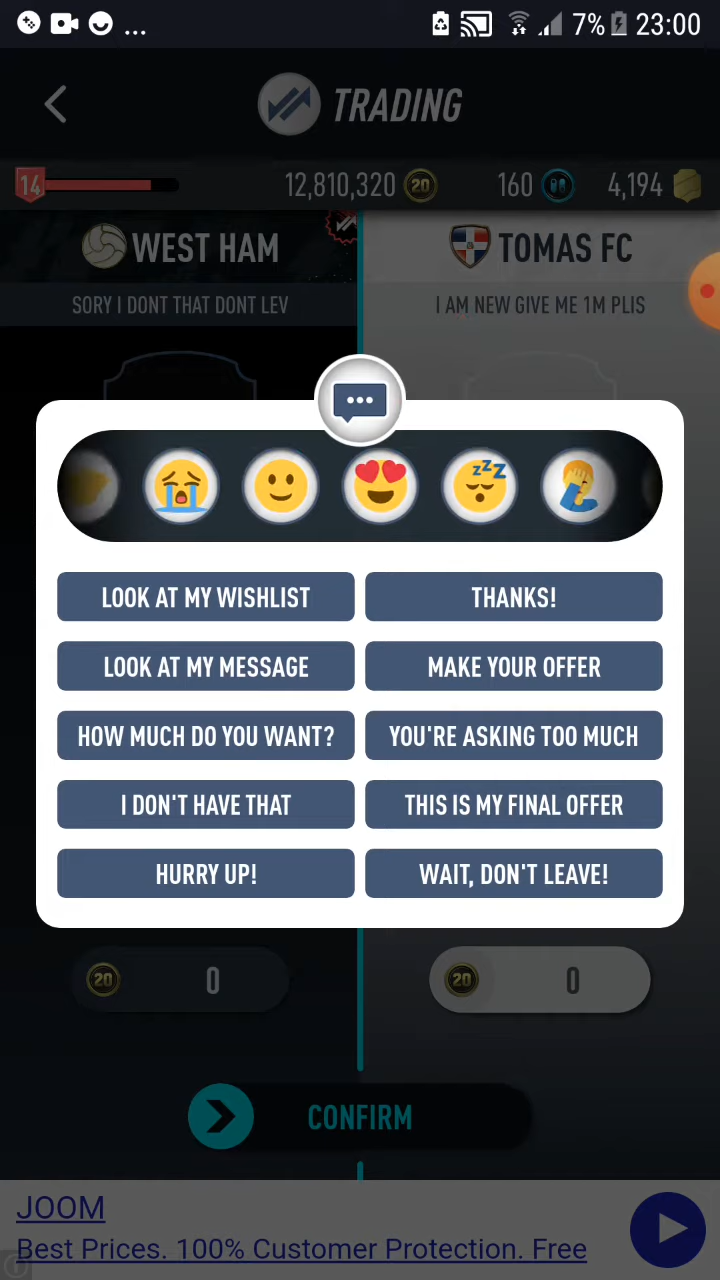 ... 7% 23:00
TRADING
14 12,810,320 20 160 4,194
WEST HAM
TOMAS FC
SORY I DONT THAT DONT LEV
I AM NEW GIVE ME 1M PLIS
LOOK AT MY WISHLIST
THANKS!
LOOK AT MY MESSAGE
MAKE YOUR OFFER
HOW MUCH DO YOU WANT?
YOU'RE ASKING TOO MUCH
I DON'T HAVE THAT
THIS IS MY FINAL OFFER
HURRY UP!
WAIT, DON'T LEAVE!
20 0
20 0
CONFIRM
JOOM
Best Prices. 100% Customer Protection. Free